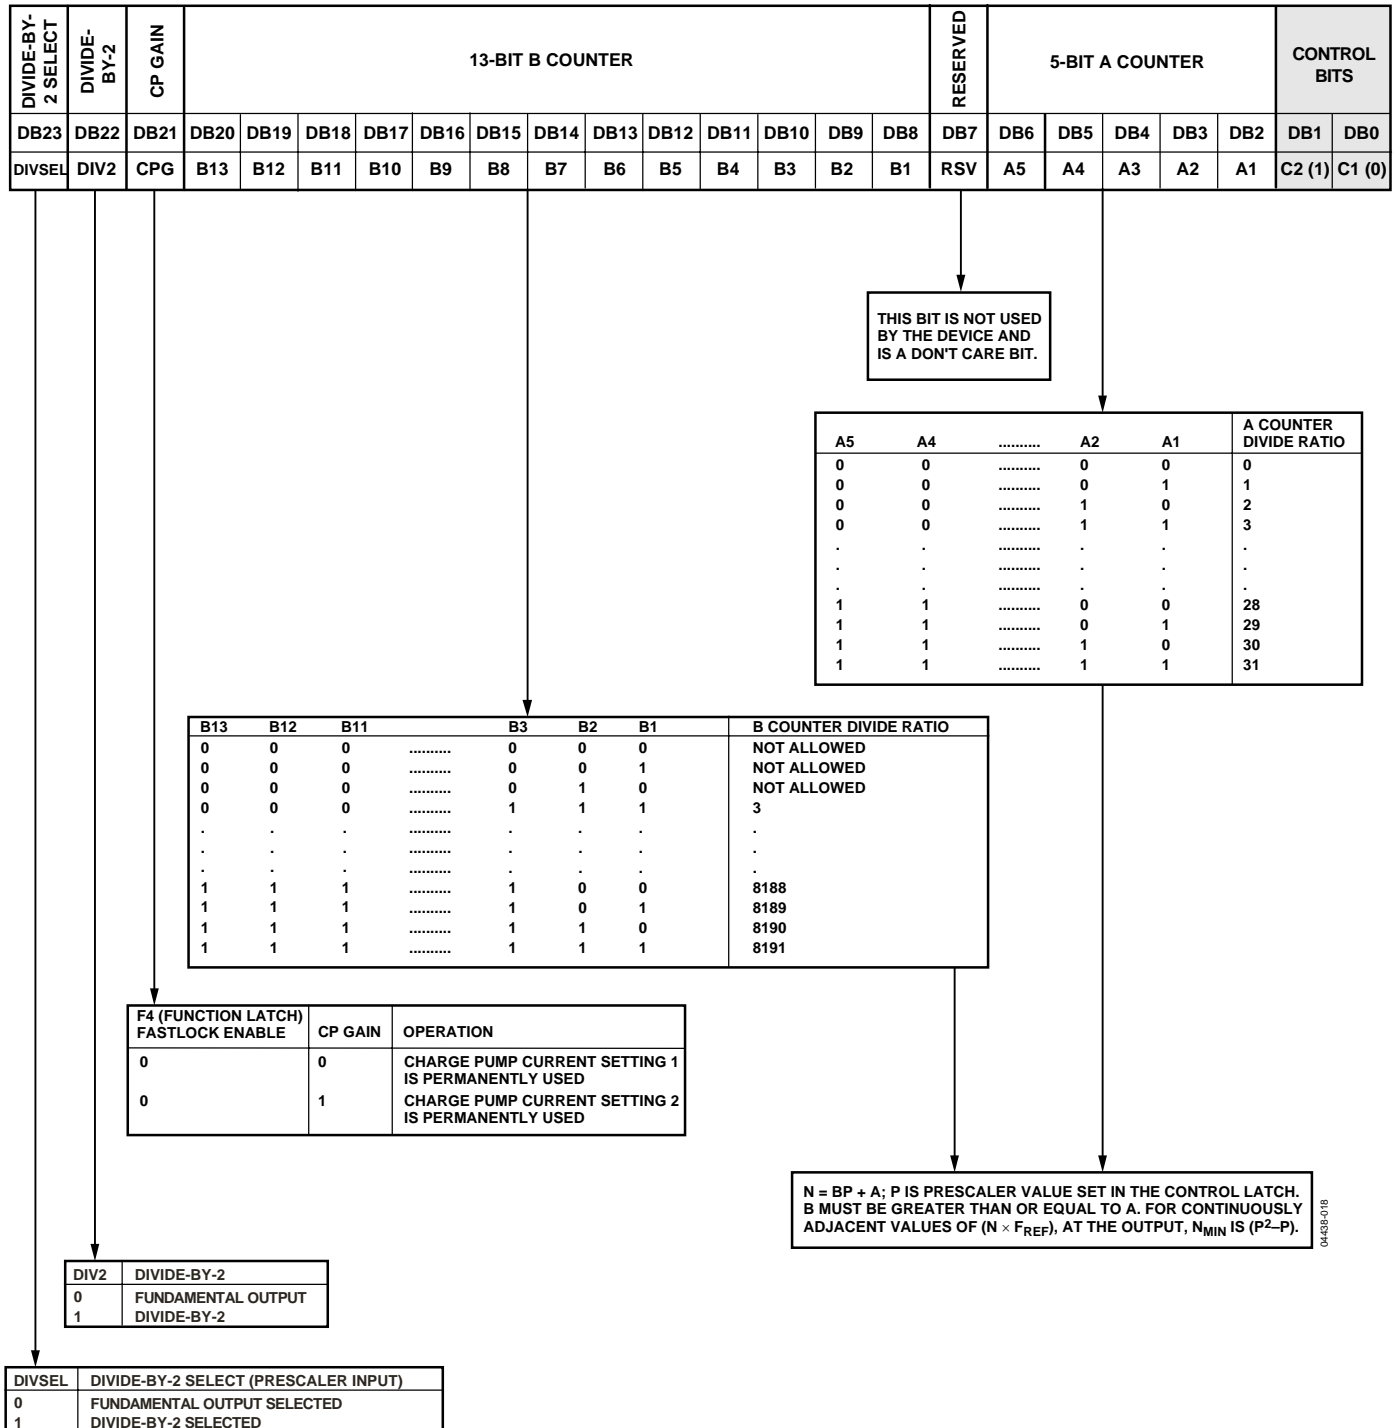 DIVIDE-BY-
2 SELECT
DIVIDE-
BY-2
CP GAIN
13-BIT B COUNTER
RESERVED
5-BIT A COUNTER
CONTROL
BITS
DB23 DB22 DB21 DB20 DB19 DB18 DB17 DB16 DB15 DB14 DB13 DB12 DB11 DB10 DB9 DB8 DB7 DB6 DB5 DB4 DB3 DB2 DB1 DB0
DIVSEL DIV2 CPG B13 B12 B11 B10 B9 B8 B7 B6 B5 B4 B3 B2 B1 RSV A5 A4 A3 A2 A1 C2 (1) C1 (0)
THIS BIT IS NOT USED
BY THE DEVICE AND
IS A DON'T CARE BIT.
A COUNTER
A5 A4 .......... A2 A1 DIVIDE RATIO
0 0 .......... 0 0 0
0 0 .......... 0 1 1
0 0 .......... 1 0 2
0 0 .......... 1 1 3
. . .......... . . .
. . .......... . . .
. . .......... . . .
1 1 .......... 0 0 28
1 1 .......... 0 1 29
1 1 .......... 1 0 30
1 1 .......... 1 1 31
B13 B12 B11 B3 B2 B1 B COUNTER DIVIDE RATIO
0 0 0 .......... 0 0 0 NOT ALLOWED
0 0 0 .......... 0 0 1 NOT ALLOWED
0 0 0 .......... 0 1 0 NOT ALLOWED
0 0 0 .......... 1 1 1 3
. . . .......... . . . .
. . . .......... . . . .
. . . .......... . . . .
1 1 1 .......... 1 0 0 8188
1 1 1 .......... 1 0 1 8189
1 1 1 .......... 1 1 0 8190
1 1 1 .......... 1 1 1 8191
F4 (FUNCTION LATCH)
FASTLOCK ENABLE CP GAIN OPERATION
0 0 CHARGE PUMP CURRENT SETTING 1
IS PERMANENTLY USED
0 1 CHARGE PUMP CURRENT SETTING 2
IS PERMANENTLY USED
N = BP + A; P IS PRESCALER VALUE SET IN THE CONTROL LATCH.
B MUST BE GREATER THAN OR EQUAL TO A. FOR CONTINUOUSLY
ADJACENT VALUES OF (N × FREF), AT THE OUTPUT, NMIN IS (P2–P).
04438-018
DIV2 DIVIDE-BY-2
0 FUNDAMENTAL OUTPUT
1 DIVIDE-BY-2
DIVSEL DIVIDE-BY-2 SELECT (PRESCALER INPUT)
0 FUNDAMENTAL OUTPUT SELECTED
1 DIVIDE-BY-2 SELECTED